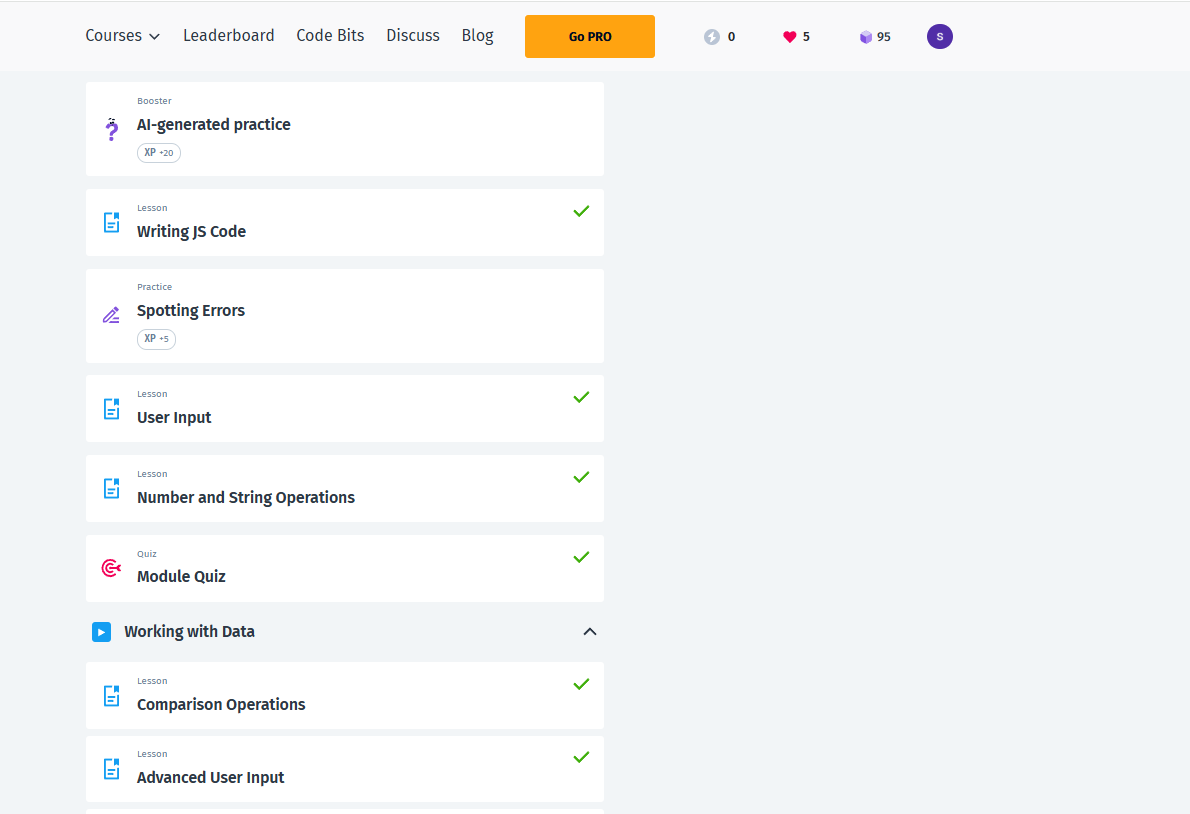 Courses Leaderboard Code Bits Discuss Blog Go PRO 0 5 95 S
Booster
AI-generated practice
XP +20
Lesson
Writing JS Code
Practice
Spotting Errors
XP +5
Lesson
User Input
Lesson
Number and String Operations
Quiz
Module Quiz
Working with Data
Lesson
Comparison Operations
Lesson
Advanced User Input